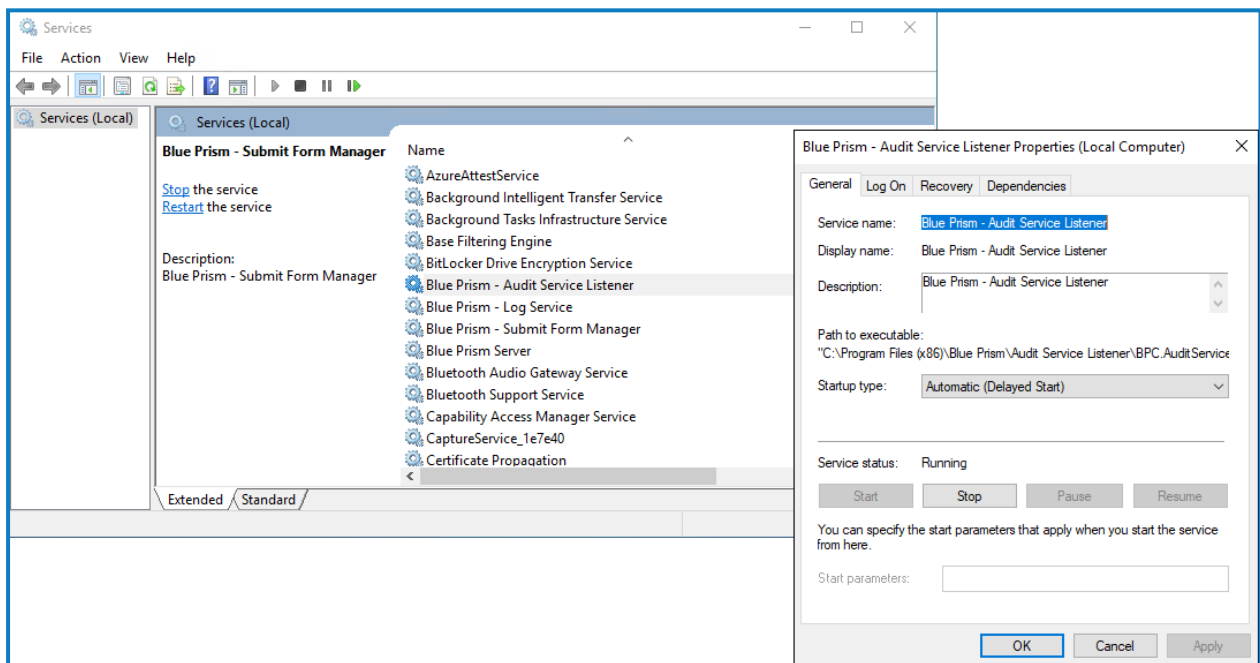 Services
File Action View Help
Services (Local)
Services (Local)
Blue Prism - Submit Form Manager
Stop the service
Restart the service
Description:
Blue Prism - Submit Form Manager
Name
AzureAttestService
Background Intelligent Transfer Service
Background Tasks Infrastructure Service
Base Filtering Engine
BitLocker Drive Encryption Service
Blue Prism - Audit Service Listener
Blue Prism - Log Service
Blue Prism - Submit Form Manager
Blue Prism Server
Bluetooth Audio Gateway Service
Bluetooth Support Service
Capability Access Manager Service
CaptureService_1e7e40
Certificate Propagation
Extended Standard
Blue Prism - Audit Service Listener Properties (Local Computer)
General Log On Recovery Dependencies
Service name: Blue Prism - Audit Service Listener
Display name: Blue Prism - Audit Service Listener
Description: Blue Prism - Audit Service Listener
Path to executable:
"C:\Program Files (x86)\Blue Prism\Audit Service Listener\BPC.AuditService
Startup type: Automatic (Delayed Start)
Service status: Running
Start Stop Pause Resume
You can specify the start parameters that apply when you start the service
from here.
Start parameters:
OK Cancel Apply